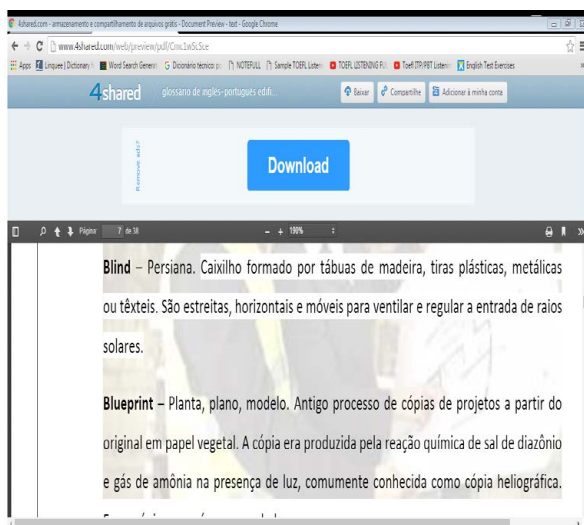 4shared.com - armazenamento e compartilhamento de arquivos grátis - Document Preview - text - Google Chrome
www.4shared.com/web/preview/pdf/
Apps Linguee | Dictionary Word Search Generat Dicionário técnico: NOTEFULL Sample TOEFL Listen TOEFL LISTENING Toefl ITP/PBT Listenin English Test Exercises
4shared glossario de ingles-português edifi... Baixar Compartilhe Adicionar à minha conta
Remove ads?
Download
Página: 7 de 38 190%
Blind – Persiana. Caixilho formado por tábuas de madeira, tiras plásticas, metálicas
ou têxteis. São estreitas, horizontais e móveis para ventilar e regular a entrada de raios
solares.
Blueprint – Planta, plano, modelo. Antigo processo de cópias de projetos a partir do
original em papel vegetal. A cópia era produzida pela reação química de sal de diazônio
e gás de amônia na presença de luz, comumente conhecida como cópia heliográfica.